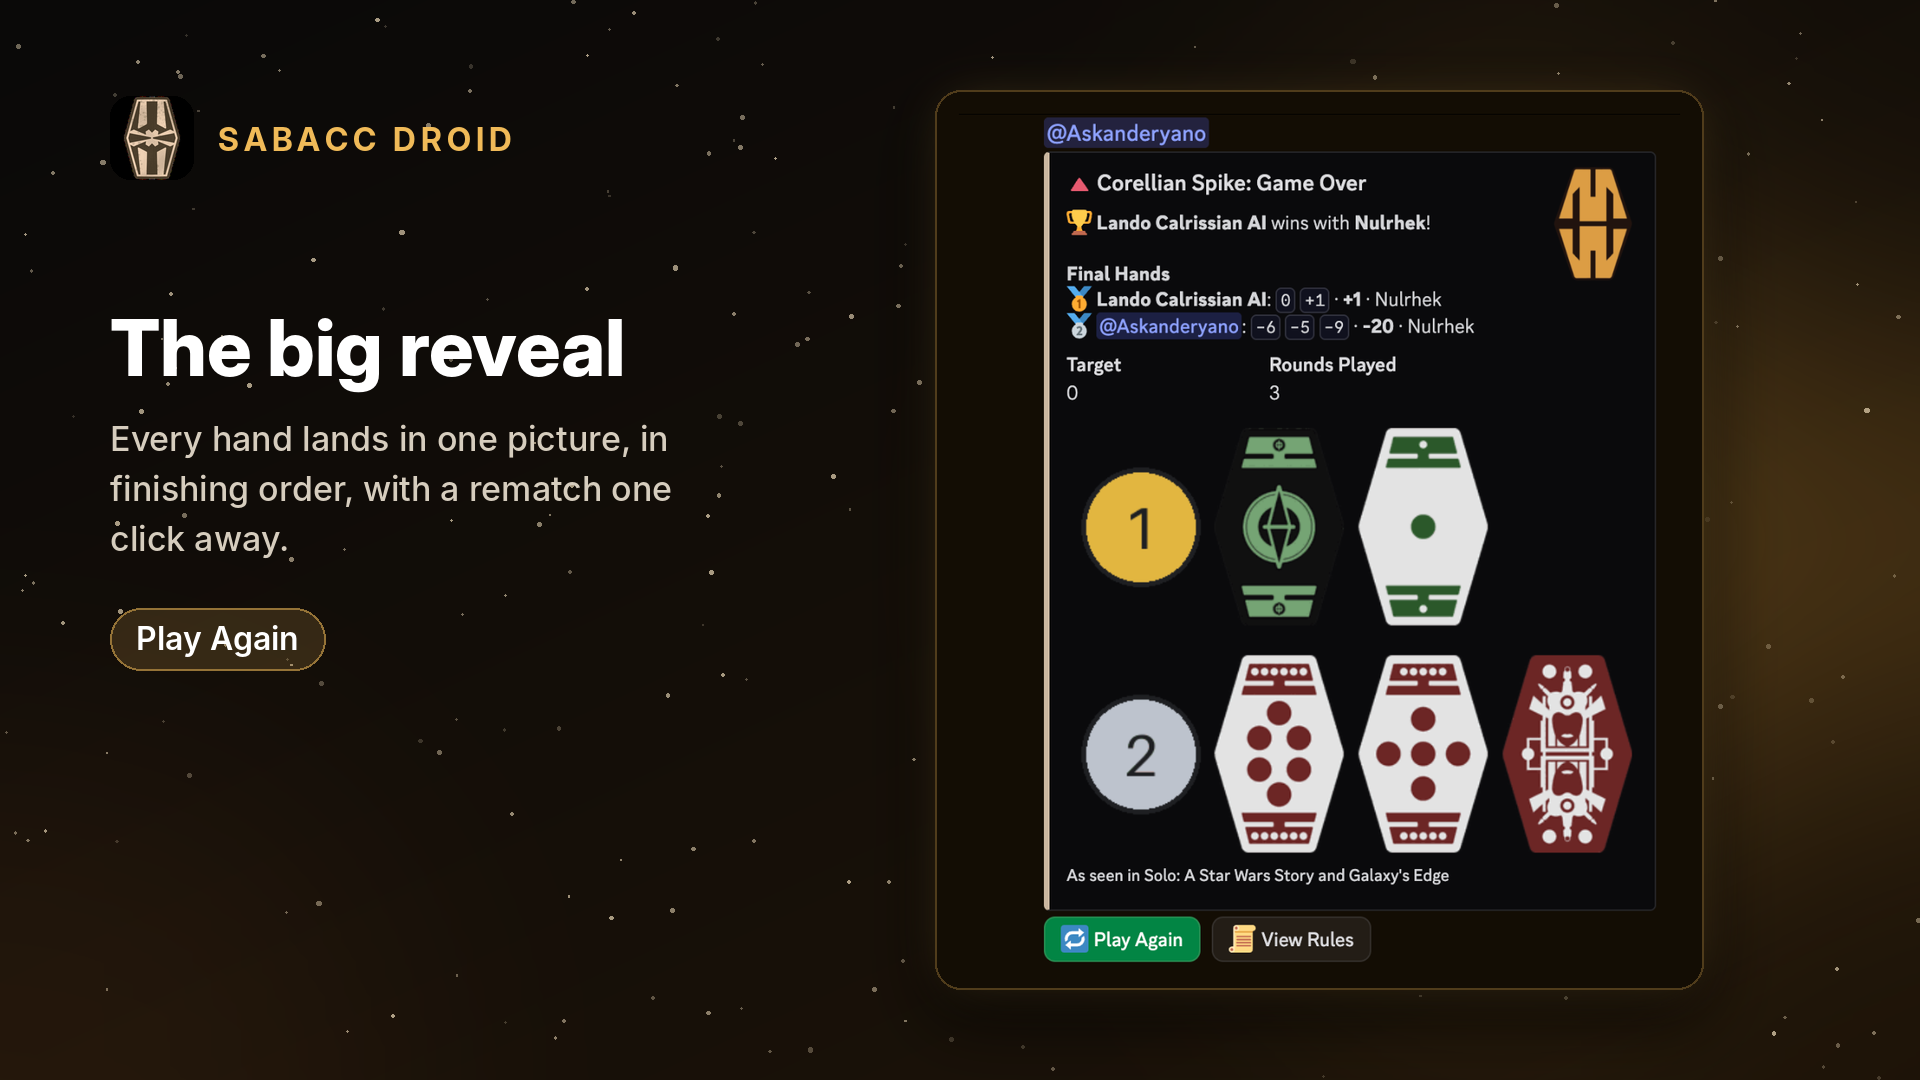 SABACC DROID
The big reveal
Every hand lands in one picture, in
finishing order, with a rematch one
click away.
Play Again
@Askanderyano
Corellian Spike: Game Over
Lando Calrissian AI wins with Nulrhek!
Final Hands
1 Lando Calrissian AI: 0 +1 · +1 · Nulrhek
2 @Askanderyano: -6 -5 -9 · -20 · Nulrhek
Target Rounds Played
0 3
1
2
As seen in Solo: A Star Wars Story and Galaxy's Edge
Play Again View Rules